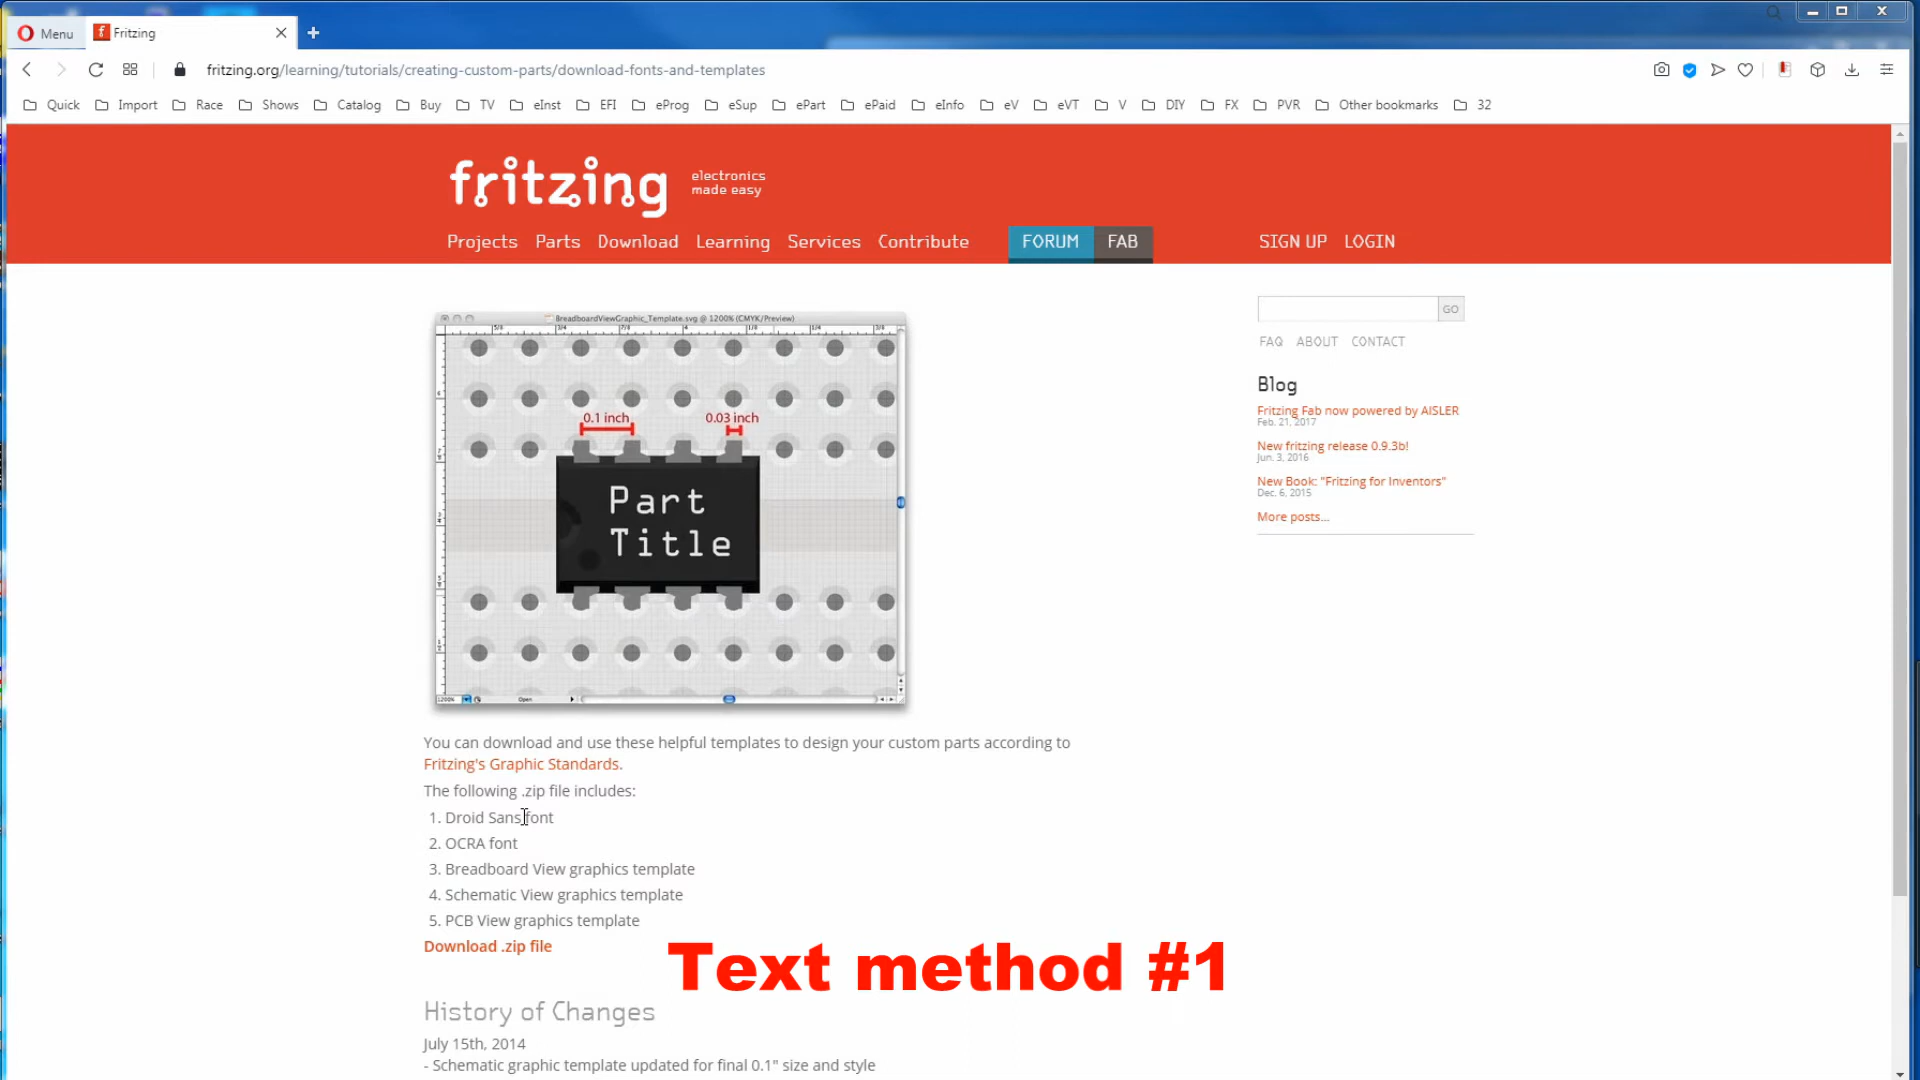 Menu
Fritzing
fritzing.org/learning/tutorials/creating-custom-parts/download-fonts-and-templates
Quick Import Race Shows Catalog Buy TV eInst EFI eProg eSup ePart ePaid eInfo eV eVT V DIY FX PVR Other bookmarks 32
fritzing
electronics
made easy
Projects Parts Download Learning Services Contribute FORUM FAB SIGN UP LOGIN
GO
FAQ ABOUT CONTACT
Blog
Fritzing Fab now powered by AISLER
Feb. 21, 2017
New fritzing release 0.9.3b!
Jun. 3, 2016
New Book: "Fritzing for Inventors"
Dec. 6, 2015
More posts...
BreadboardViewGraphic_Template.svg @ 1200% (CMYK/Preview)
0.1 inch 0.03 inch
Part
Title
1200% Open
You can download and use these helpful templates to design your custom parts according to
Fritzing's Graphic Standards.
The following .zip file includes:
1. Droid Sans font
2. OCRA font
3. Breadboard View graphics template
4. Schematic View graphics template
5. PCB View graphics template
Download .zip file
Text method #1
History of Changes
July 15th, 2014
- Schematic graphic template updated for final 0.1" size and style